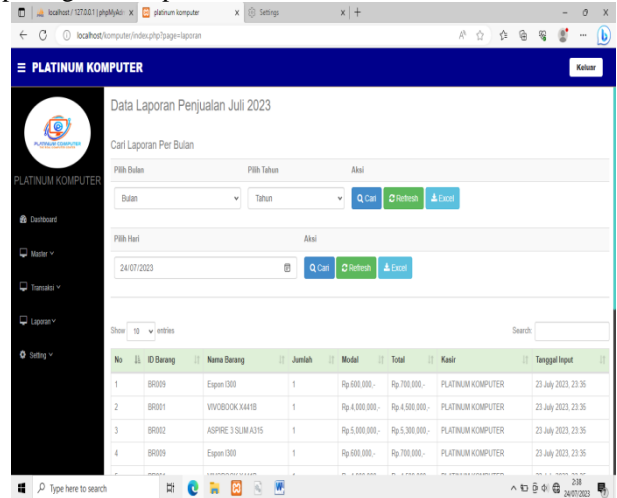 localhost / 127.0.0.1 | phpMyAd
platinum komputer
Settings
localhost/komputer/index.php?page=laporan
PLATINUM KOMPUTER
Keluar
PLATINUM KOMPUTER
Dashboard
Master
Transaksi
Laporan
Setting
Data Laporan Penjualan Juli 2023
Cari Laporan Per Bulan
Pilih Bulan Pilih Tahun Aksi
Bulan Tahun Cari Refresh Excel
Pilih Hari Aksi
24/07/2023 Cari Refresh Excel
Show 10 entries Search:
No ID Barang Nama Barang Jumlah Modal Total Kasir Tanggal Input
1 BR009 Espon l300 1 Rp.600,000,- Rp.700,000,- PLATINUM KOMPUTER 23 July 2023, 23:35
2 BR001 VIVOBOOK X441B 1 Rp.4,000,000,- Rp.4,500,000,- PLATINUM KOMPUTER 23 July 2023, 23:35
3 BR002 ASPIRE 3 SLIM A315 1 Rp.5,000,000,- Rp.5,300,000,- PLATINUM KOMPUTER 23 July 2023, 23:35
4 BR009 Espon l300 1 Rp.600,000,- Rp.700,000,- PLATINUM KOMPUTER 23 July 2023, 23:36
Type here to search
2:38
24/07/2023